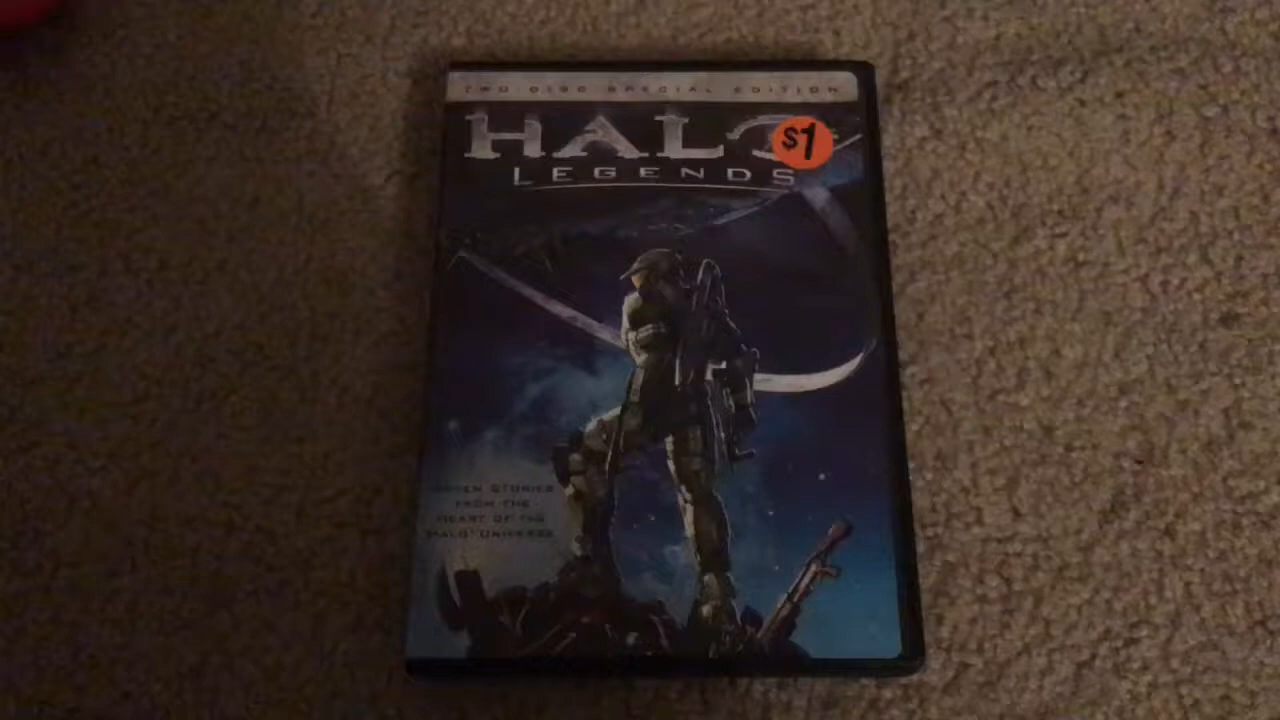 TWO-DISC SPECIAL EDITION
HALO
$1
LEGENDS
SEVEN STORIES
FROM THE
HEART OF THE
HALO UNIVERSE